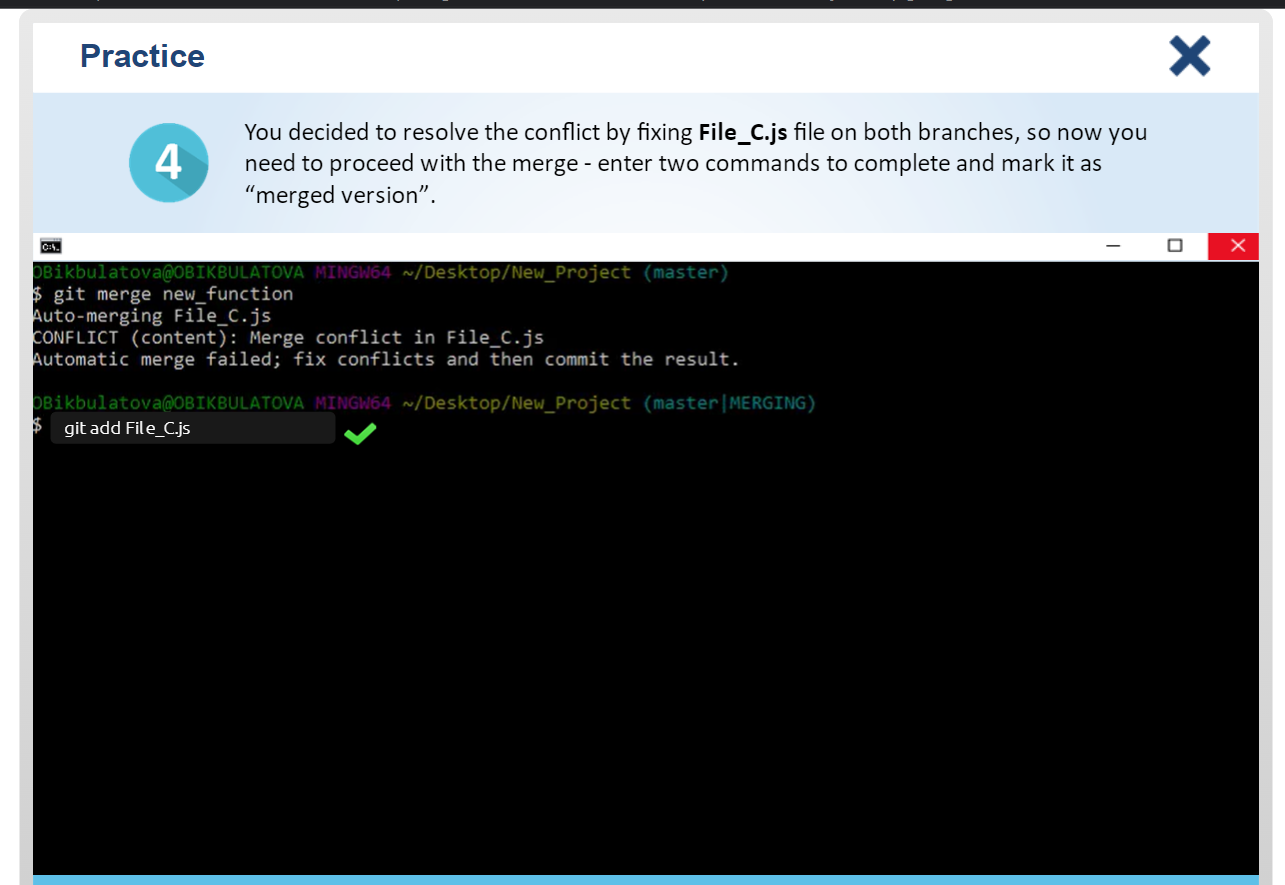 Practice
4
You decided to resolve the conflict by fixing File_C.js file on both branches, so now you
need to proceed with the merge - enter two commands to complete and mark it as
“merged version”.
C:\.
OBikbulatova@OBIKBULATOVA MINGW64 ~/Desktop/New_Project (master)
$ git merge new_function
Auto-merging File_C.js
CONFLICT (content): Merge conflict in File_C.js
Automatic merge failed; fix conflicts and then commit the result.
OBikbulatova@OBIKBULATOVA MINGW64 ~/Desktop/New_Project (master|MERGING)
$ git add File_C.js